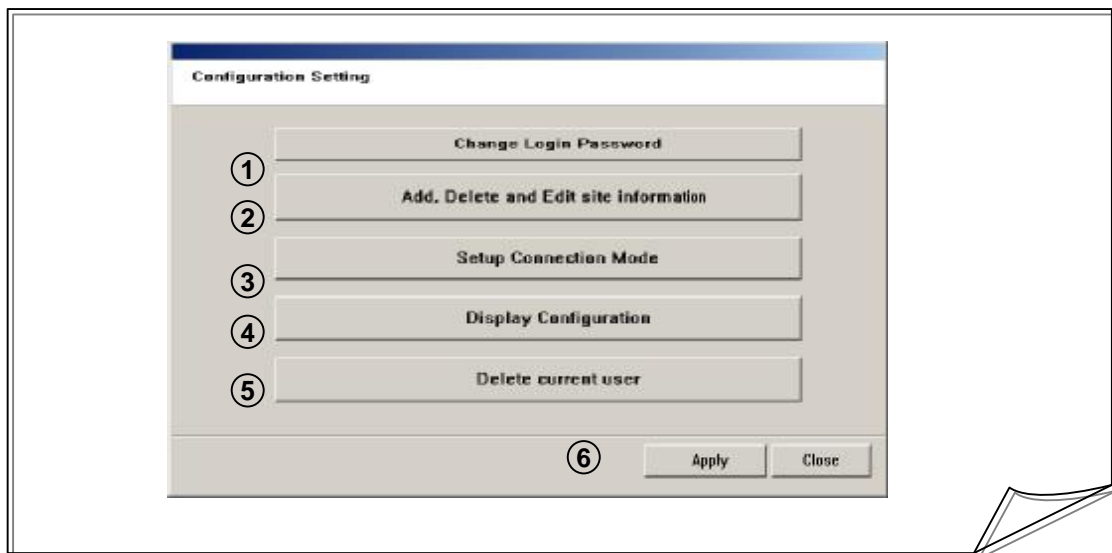 Configuration Setting
Change Login Password
①
Add, Delete and Edit site information
②
Setup Connection Mode
③
Display Configuration
④
Delete current user
⑤
⑥ Apply Close